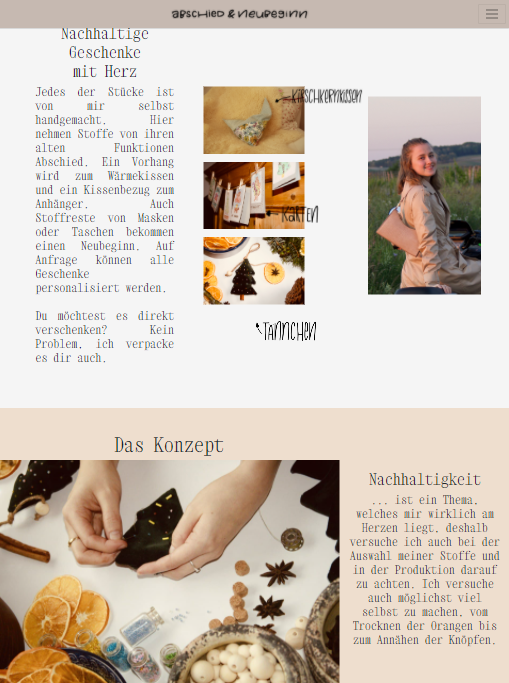 ABSCHIED & NEUBEGINN
Nachhaltige
Geschenke
mit Herz
Jedes der Stücke ist
von mir selbst
handgemacht. Hier
nehmen Stoffe von ihren
alten Funktionen
Abschied. Ein Vorhang
wird zum Wärmekissen
und ein Kissenbezug zum
Anhänger. Auch
Stoffreste von Masken
oder Taschen bekommen
einen Neubeginn. Auf
Anfrage können alle
Geschenke
personalisiert werden.
Du möchtest es direkt
verschenken? Kein
Problem, ich verpacke
es dir auch.
KIRSCHKERNKISSEN
KARTEN
TANNCHEN
Das Konzept
Nachhaltigkeit
... ist ein Thema,
welches mir wirklich am
Herzen liegt, deshalb
versuche ich auch bei der
Auswahl meiner Stoffe und
in der Produktion darauf
zu achten. Ich versuche
auch möglichst viel
selbst zu machen, vom
Trocknen der Orangen bis
zum Annähen der Knöpfen.